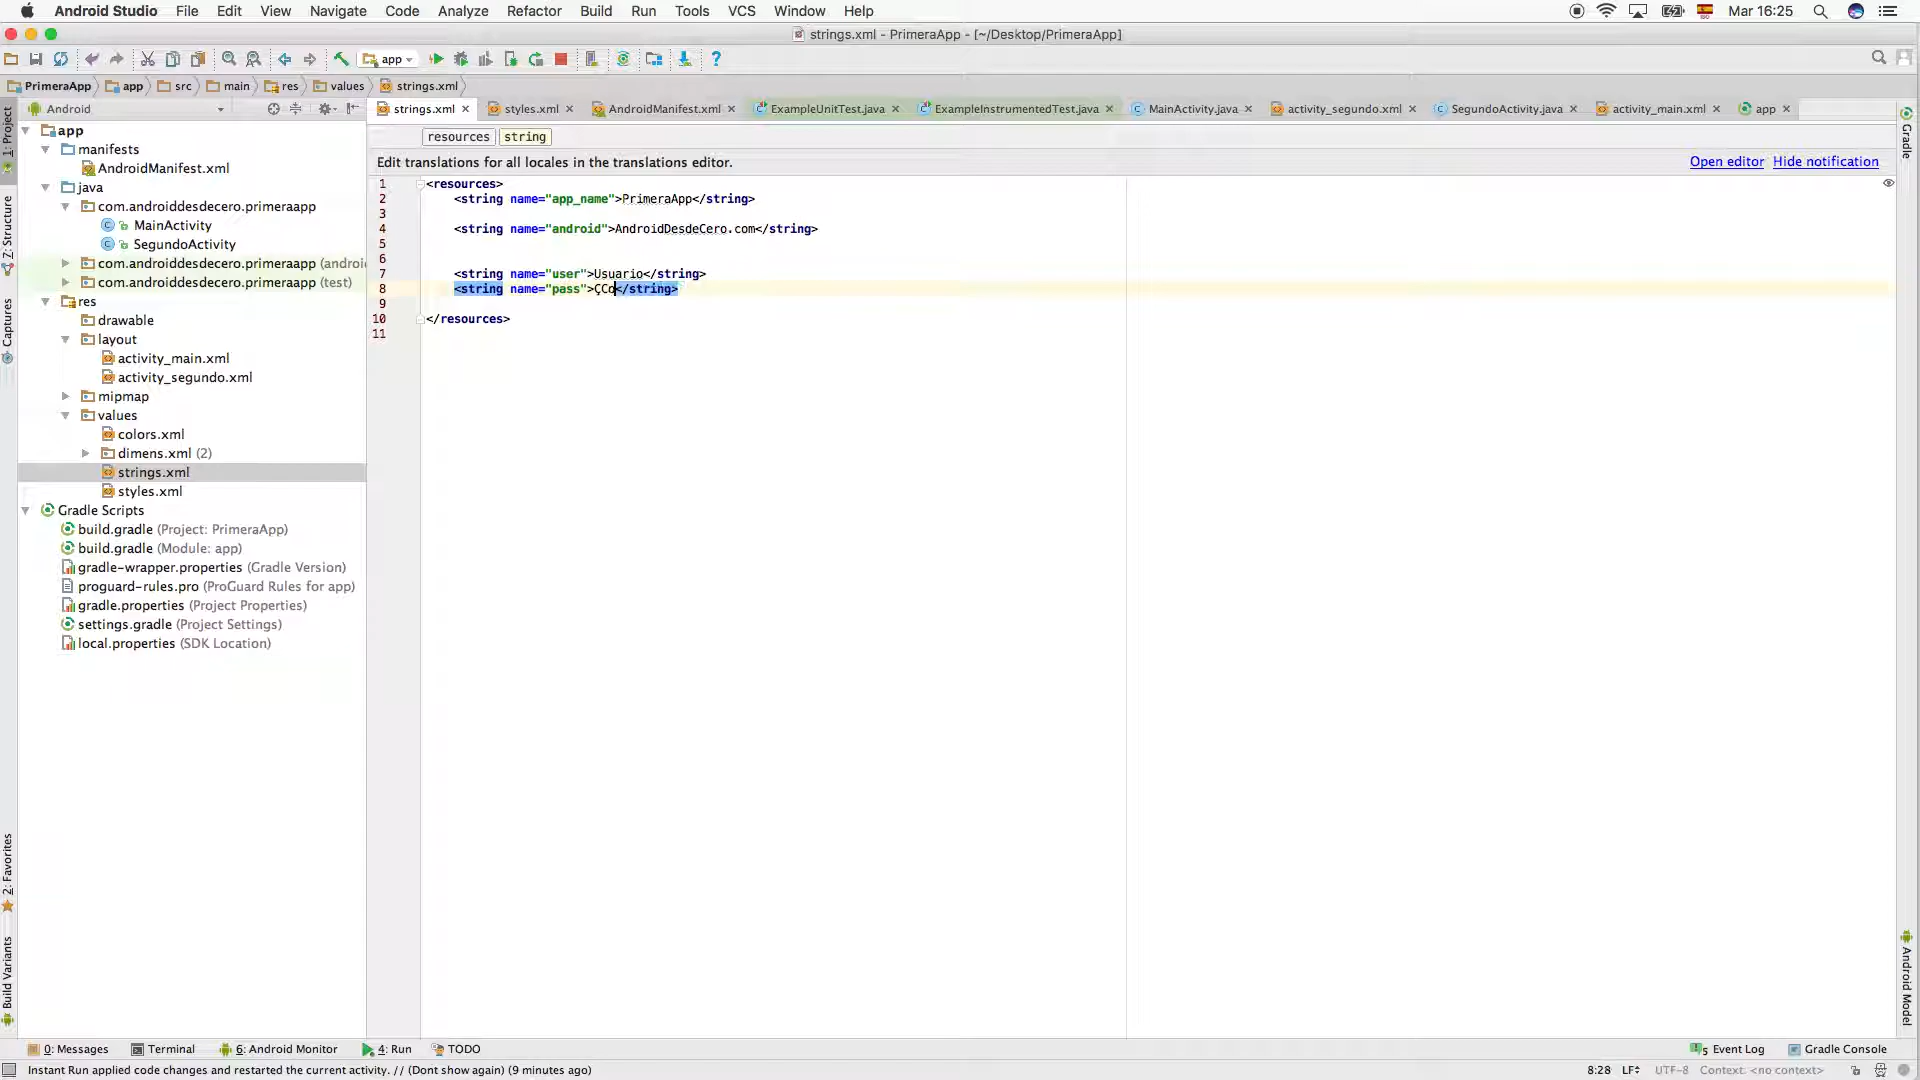 Android Studio File Edit View Navigate Code Analyze Refactor Build Run Tools VCS Window Help Mar 16:25
strings.xml - PrimeraApp - [~/Desktop/PrimeraApp]
app
PrimeraApp app src main res values strings.xml
Android
strings.xml styles.xml AndroidManifest.xml ExampleUnitTest.java ExampleInstrumentedTest.java MainActivity.java activity_segundo.xml SegundoActivity.java activity_main.xml app
resources string
Edit translations for all locales in the translations editor. Open editor Hide notification
1 <resources>
2 <string name="app_name">PrimeraApp</string>
3
4 <string name="android">AndroidDesdeCero.com</string>
5
6
7 <string name="user">Usuario</string>
8 <string name="pass">ÇCo</string>
9
10 </resources>
11
app
manifests
AndroidManifest.xml
java
com.androiddesdecero.primeraapp
MainActivity
SegundoActivity
com.androiddesdecero.primeraapp (androi
com.androiddesdecero.primeraapp (test)
res
drawable
layout
activity_main.xml
activity_segundo.xml
mipmap
values
colors.xml
dimens.xml (2)
strings.xml
styles.xml
Gradle Scripts
build.gradle (Project: PrimeraApp)
build.gradle (Module: app)
gradle-wrapper.properties (Gradle Version)
proguard-rules.pro (ProGuard Rules for app)
gradle.properties (Project Properties)
settings.gradle (Project Settings)
local.properties (SDK Location)
1: Project
7: Structure
Captures
2: Favorites
Build Variants
Gradle
Android Model
0: Messages Terminal 6: Android Monitor 4: Run TODO 5 Event Log Gradle Console
Instant Run applied code changes and restarted the current activity. // (Dont show again) (9 minutes ago) 8:28 LF UTF-8 Context: <no context>